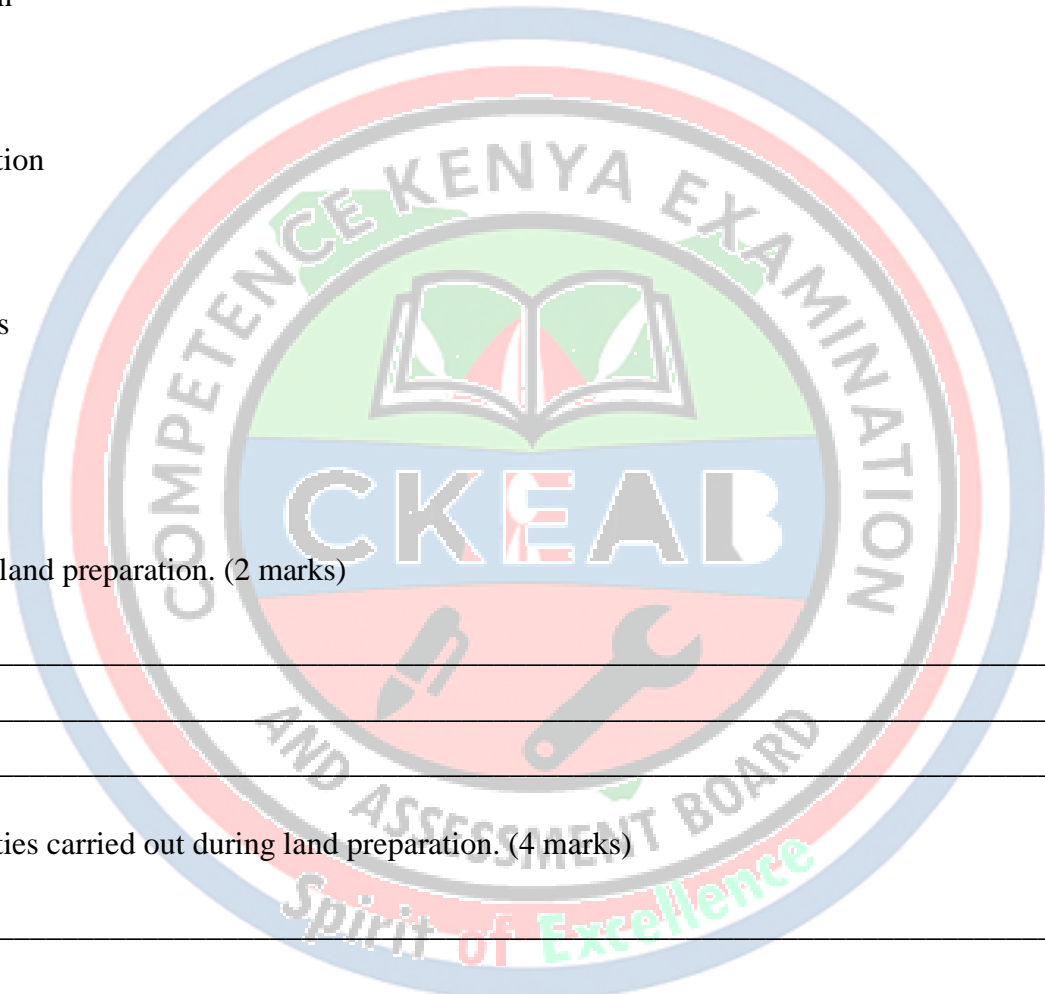 tion
s
COMPETENCE KENYA EXAMINATION
CKEAB
land preparation. (2 marks)
AND ASSESSMENT BOARD
ties carried out during land preparation. (4 marks)
Spirit of Excellence